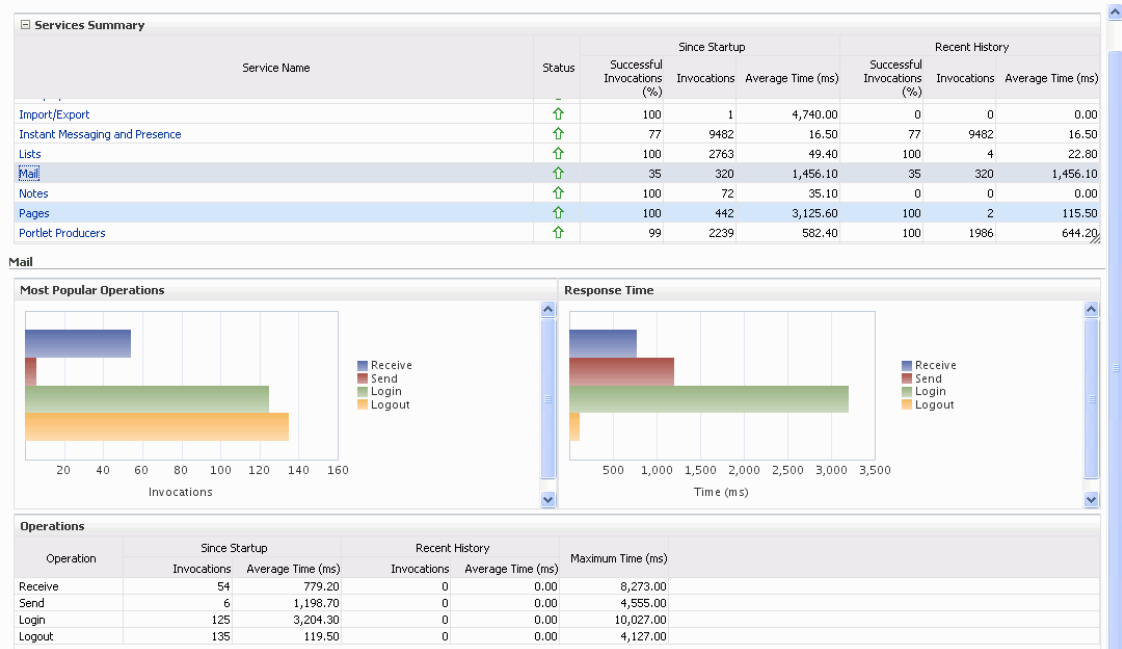 Services Summary
Since Startup Recent History
Service Name Status Successful Invocations (%) Invocations Average Time (ms) Successful Invocations (%) Invocations Average Time (ms)
Import/Export 100 1 4,740.00 0 0 0.00
Instant Messaging and Presence 77 9482 16.50 77 9482 16.50
Lists 100 2763 49.40 100 4 22.80
Mail 35 320 1,456.10 35 320 1,456.10
Notes 100 72 35.10 0 0 0.00
Pages 100 442 3,125.60 100 2 115.50
Portlet Producers 99 2239 582.40 100 1986 644.20
Mail
Most Popular Operations
Receive
Send
Login
Logout
20 40 60 80 100 120 140 160
Invocations
Response Time
Receive
Send
Login
Logout
500 1,000 1,500 2,000 2,500 3,000 3,500
Time (ms)
Operations
Operation Since Startup Recent History Maximum Time (ms)
Invocations Average Time (ms) Invocations Average Time (ms)
Receive 54 779.20 0 0.00 8,273.00
Send 6 1,198.70 0 0.00 4,555.00
Login 125 3,204.30 0 0.00 10,027.00
Logout 135 119.50 0 0.00 4,127.00